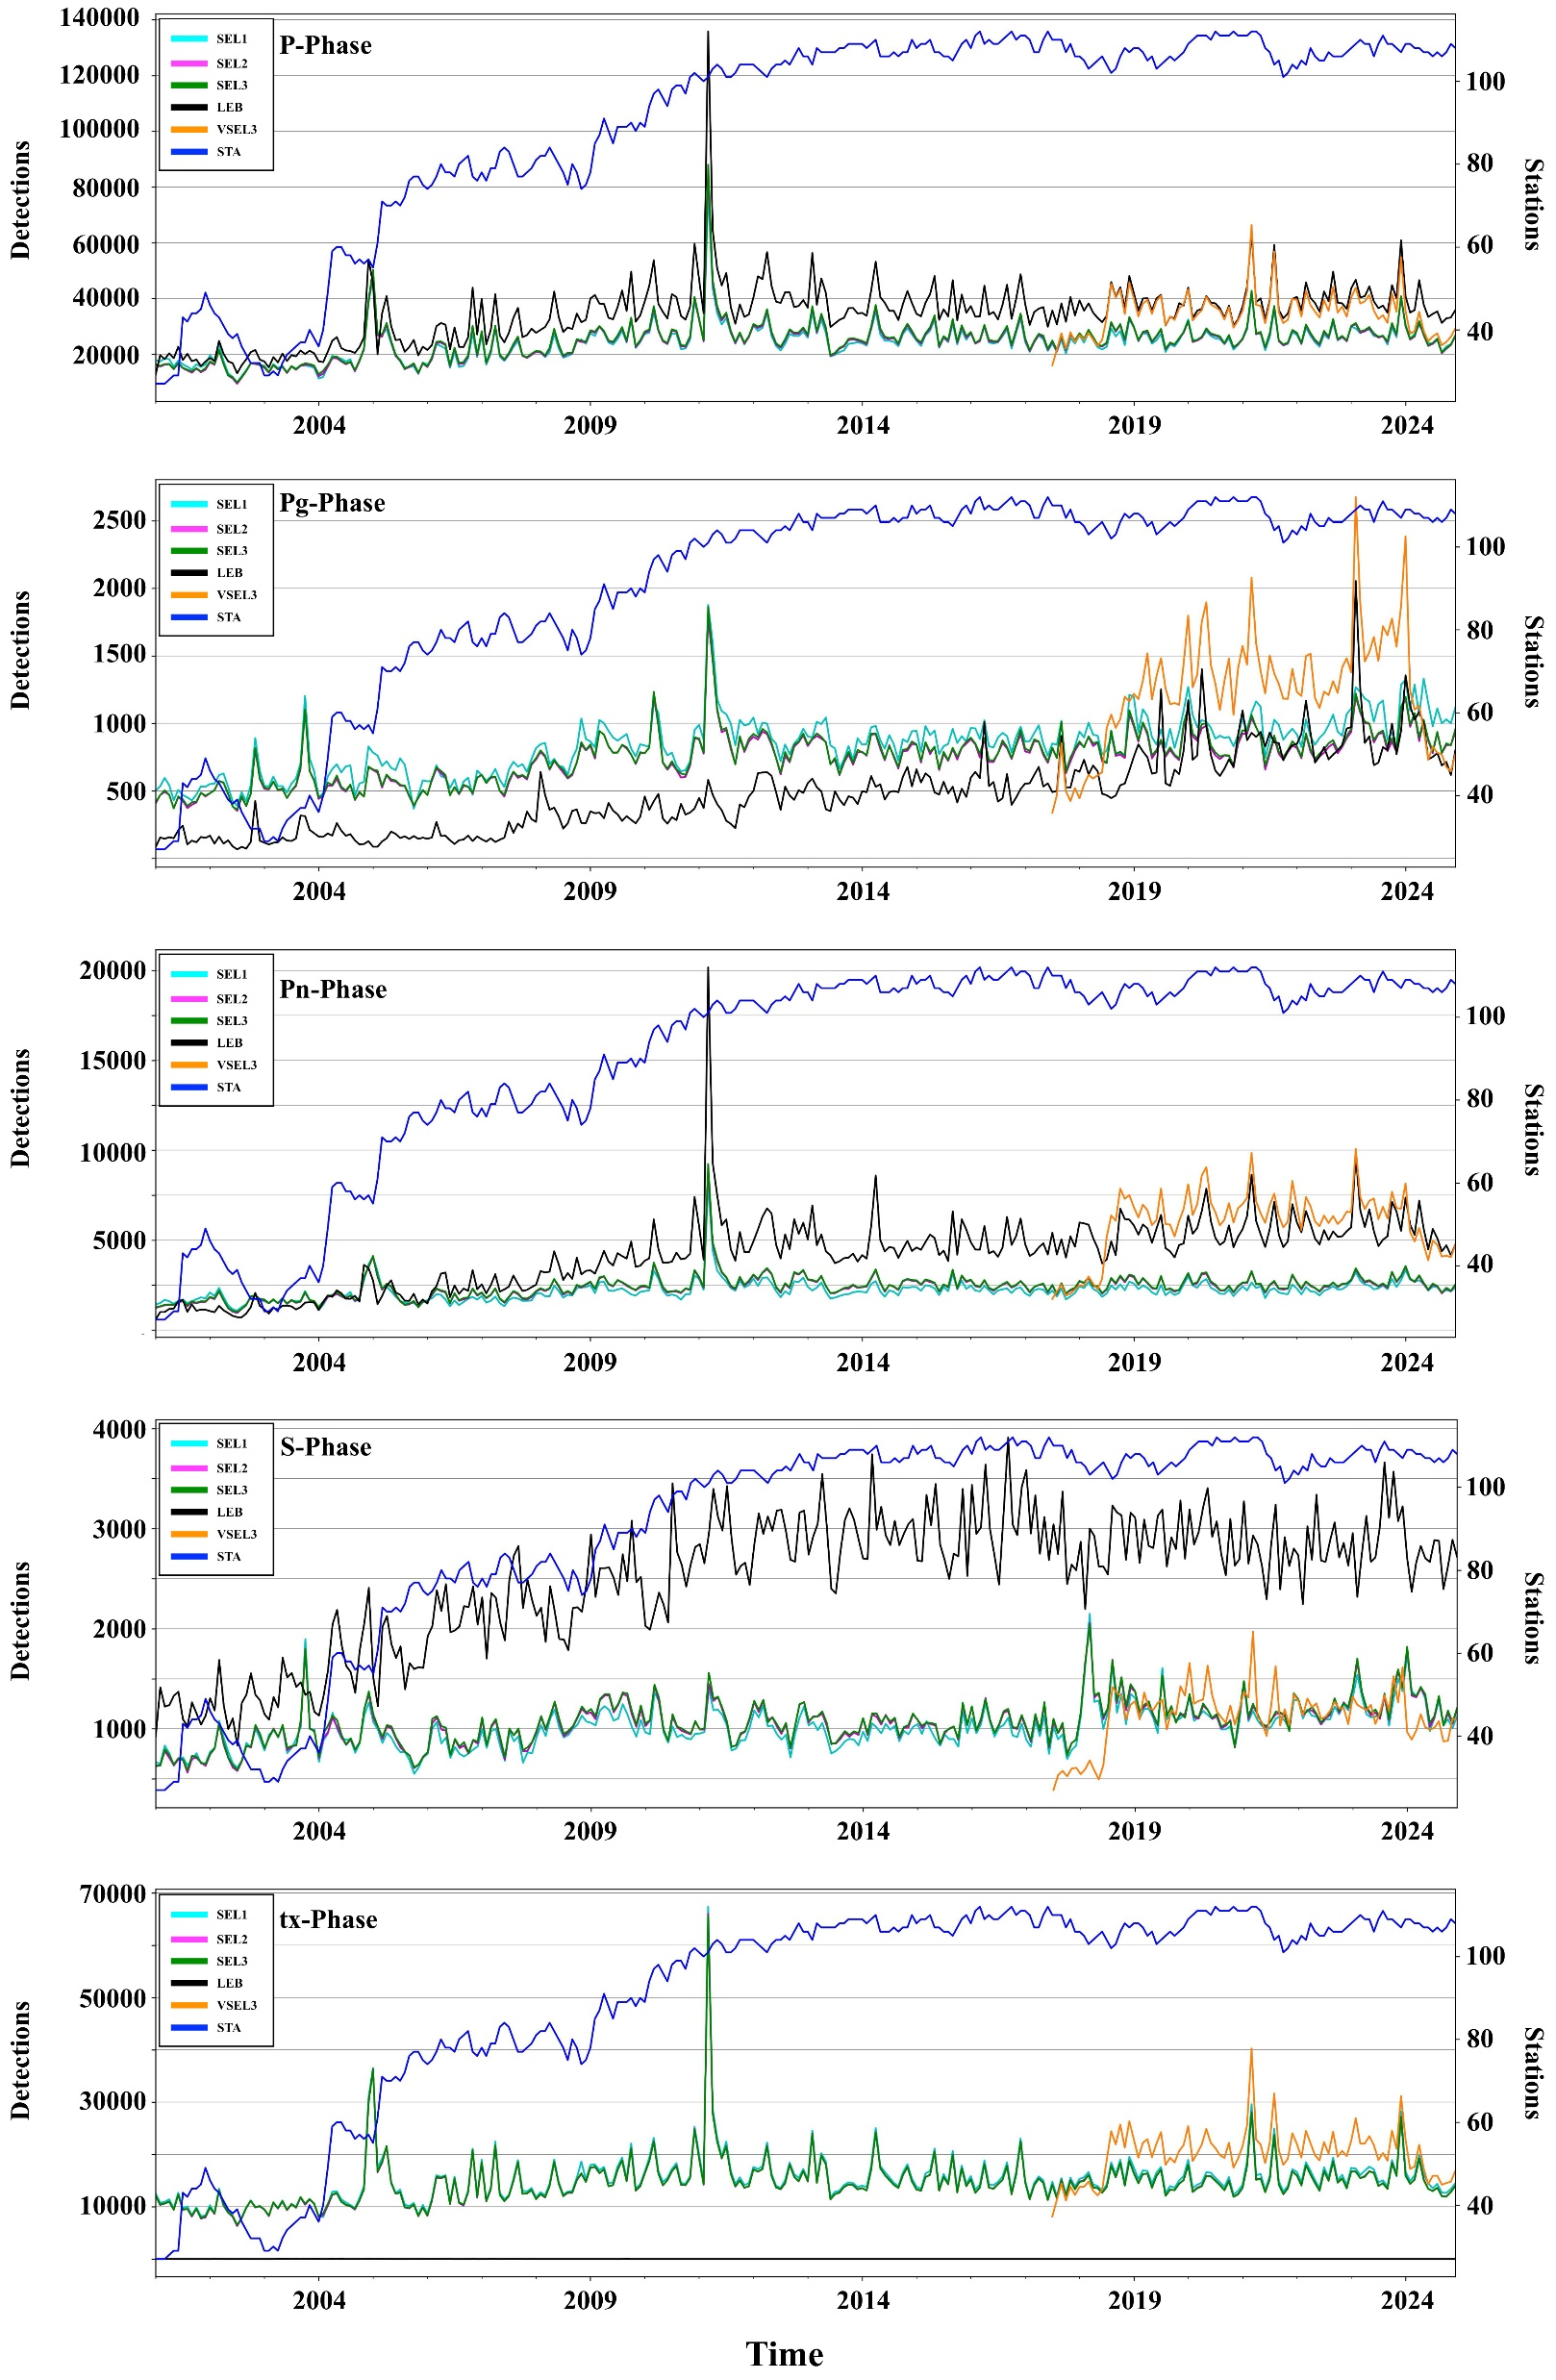 P-Phase
SEL1
SEL2
SEL3
LEB
VSEL3
STA
140000
120000
100000
80000
60000
40000
20000
Detections
100
80
60
40
Stations
2004 2009 2014 2019 2024
Pg-Phase
SEL1
SEL2
SEL3
LEB
VSEL3
STA
2500
2000
1500
1000
500
Detections
100
80
60
40
Stations
2004 2009 2014 2019 2024
Pn-Phase
SEL1
SEL2
SEL3
LEB
VSEL3
STA
20000
15000
10000
5000
Detections
100
80
60
40
Stations
2004 2009 2014 2019 2024
S-Phase
SEL1
SEL2
SEL3
LEB
VSEL3
STA
4000
3000
2000
1000
Detections
100
80
60
40
Stations
2004 2009 2014 2019 2024
tx-Phase
SEL1
SEL2
SEL3
LEB
VSEL3
STA
70000
50000
30000
10000
Detections
100
80
60
40
Stations
2004 2009 2014 2019 2024
Time